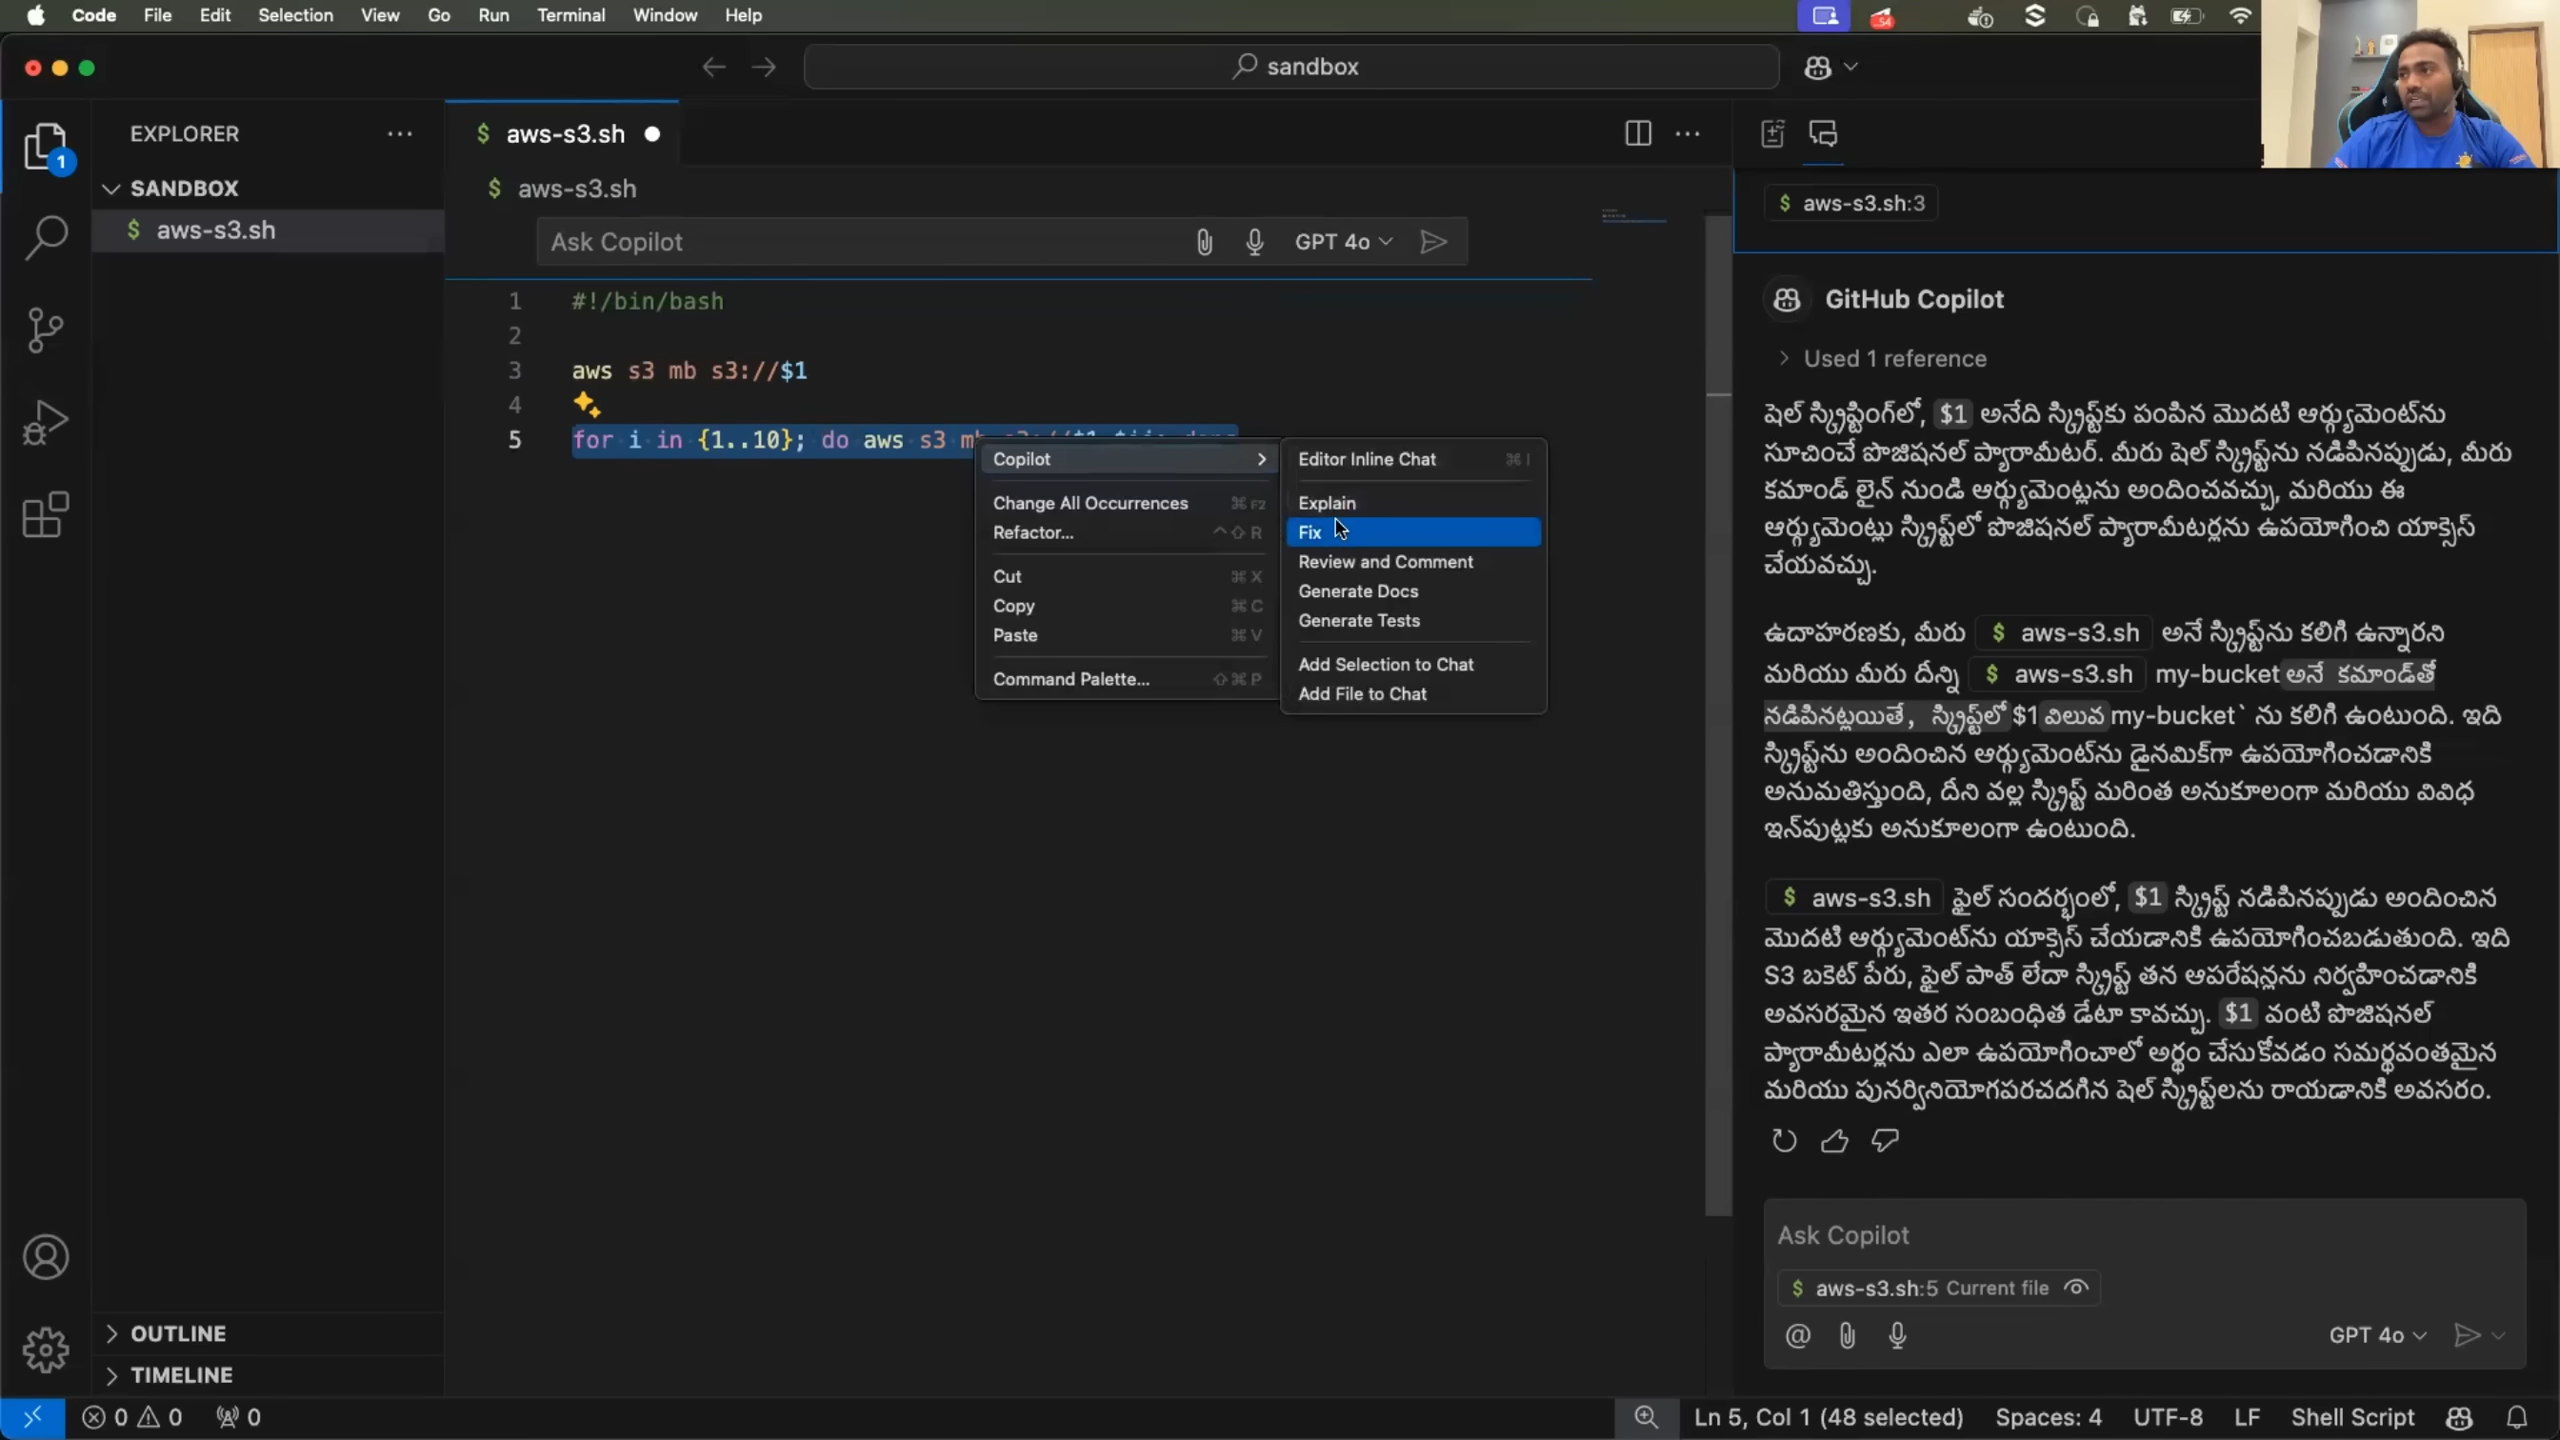 Code File Edit Selection View Go Run Terminal Window Help
54
sandbox
EXPLORER
1
SANDBOX
$ aws-s3.sh
OUTLINE
TIMELINE
$ aws-s3.sh
$ aws-s3.sh
Ask Copilot GPT 4o
1 #!/bin/bash
2
3 aws s3 mb s3://$1
4
5 for i in {1..10}; do aws s3
Copilot
Change All Occurrences ⌘ F2
Refactor... ^⇧ R
Cut ⌘ X
Copy ⌘ C
Paste ⌘ V
Command Palette... ⇧⌘ P
Editor Inline Chat ⌘ I
Explain
Fix
Review and Comment
Generate Docs
Generate Tests
Add Selection to Chat
Add File to Chat
$ aws-s3.sh:3
GitHub Copilot
Used 1 reference
షెల్ స్క్రిప్టింగ్‌లో, $1 అనేది స్క్రిప్ట్‌కు పంపిన మొదటి ఆర్గ్యుమెంట్‌ను
సూచించే పొజిషనల్ ప్యారామీటర్. మీరు షెల్ స్క్రిప్ట్‌ను నడిపినప్పుడు, మీరు
కమాండ్ లైన్ నుండి ఆర్గ్యుమెంట్లను అందించవచ్చు, మరియు ఈ
ఆర్గ్యుమెంట్లు స్క్రిప్ట్‌లో పొజిషనల్ ప్యారామీటర్లను ఉపయోగించి యాక్సెస్
చేయవచ్చు.
ఉదాహరణకు, మీరు $ aws-s3.sh అనే స్క్రిప్ట్‌ను కలిగి ఉన్నారని
మరియు మీరు దీన్ని $ aws-s3.sh my-bucket అనే కమాండ్‌తో
నడిపినట్లయితే, స్క్రిప్ట్‌లో $1 విలువ my-bucket` ను కలిగి ఉంటుంది. ఇది
స్క్రిప్ట్‌ను అందించిన ఆర్గ్యుమెంట్‌ను డైనమిక్‌గా ఉపయోగించడానికి
అనుమతిస్తుంది, దీని వల్ల స్క్రిప్ట్ మరింత అనుకూలంగా మరియు వివిధ
ఇన్‌పుట్లకు అనుకూలంగా ఉంటుంది.
$ aws-s3.sh ఫైల్ సందర్భంలో, $1 స్క్రిప్ట్ నడిపినప్పుడు అందించిన
మొదటి ఆర్గ్యుమెంట్‌ను యాక్సెస్ చేయడానికి ఉపయోగించబడుతుంది. ఇది
S3 బకెట్ పేరు, ఫైల్ పాత్ లేదా స్క్రిప్ట్ తన ఆపరేషన్లను నిర్వహించడానికి
అవసరమైన ఇతర సంబంధిత డేటా కావచ్చు. $1 వంటి పొజిషనల్
ప్యారామీటర్లను ఎలా ఉపయోగించాలో అర్థం చేసుకోవడం సమర్థవంతమైన
మరియు పునర్వినియోగపరచదగిన షెల్ స్క్రిప్ట్‌లను రాయడానికి అవసరం.
Ask Copilot
$ aws-s3.sh:5 Current file
@ GPT 4o
0 0 0 Ln 5, Col 1 (48 selected) Spaces: 4 UTF-8 LF Shell Script